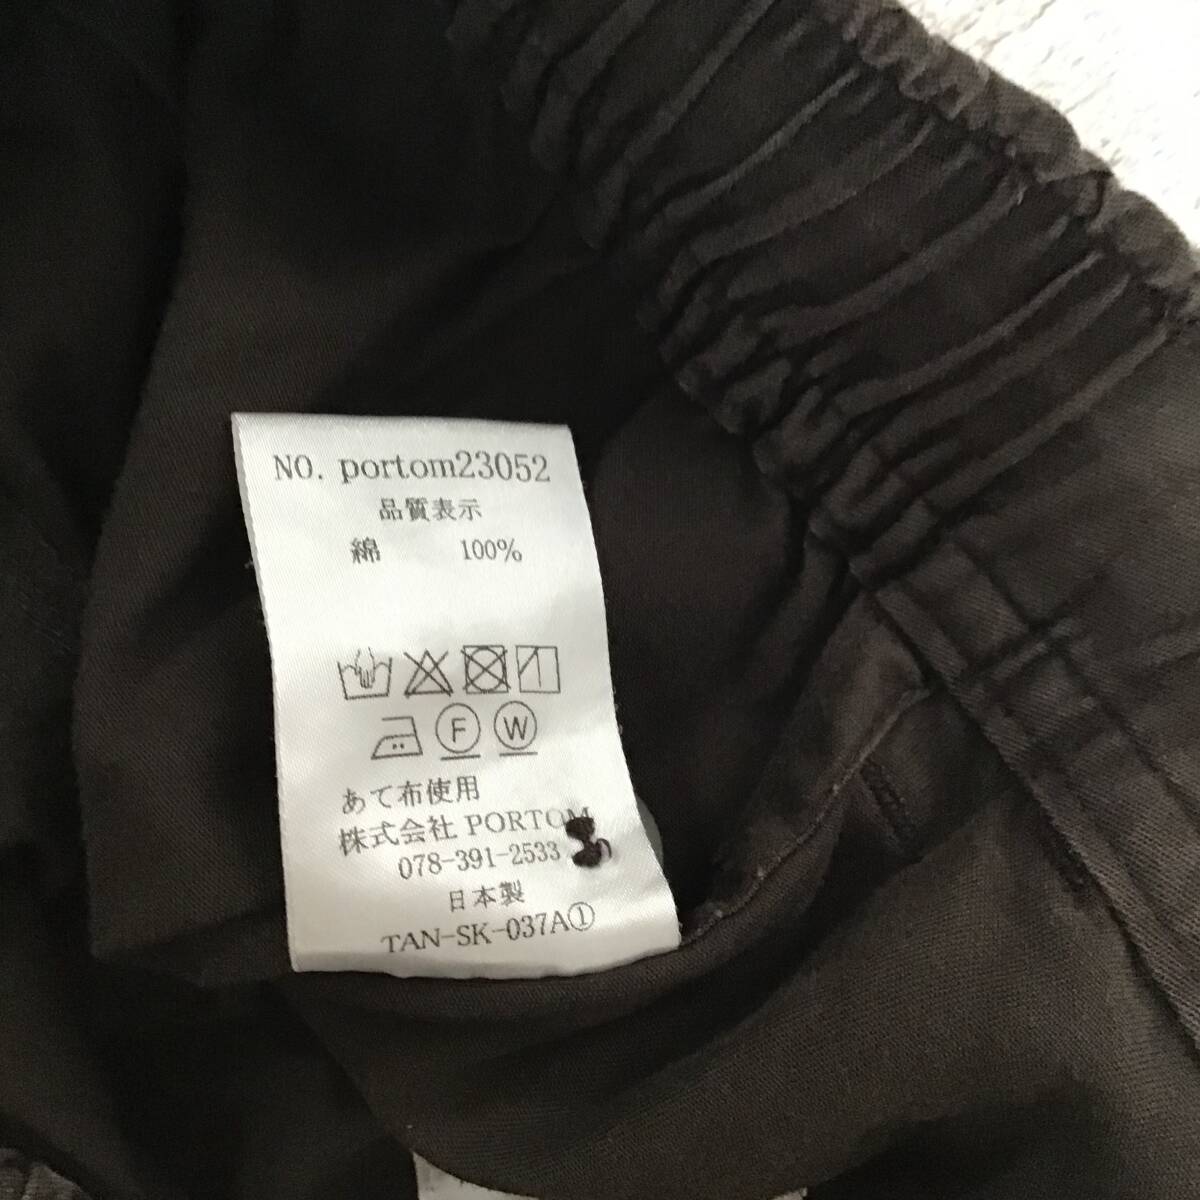 NO. portom23052
品質表示
綿 100%
F W
あて布使用
株式会社 PORTOM
078-391-2533
日本製
TAN-SK-037A①